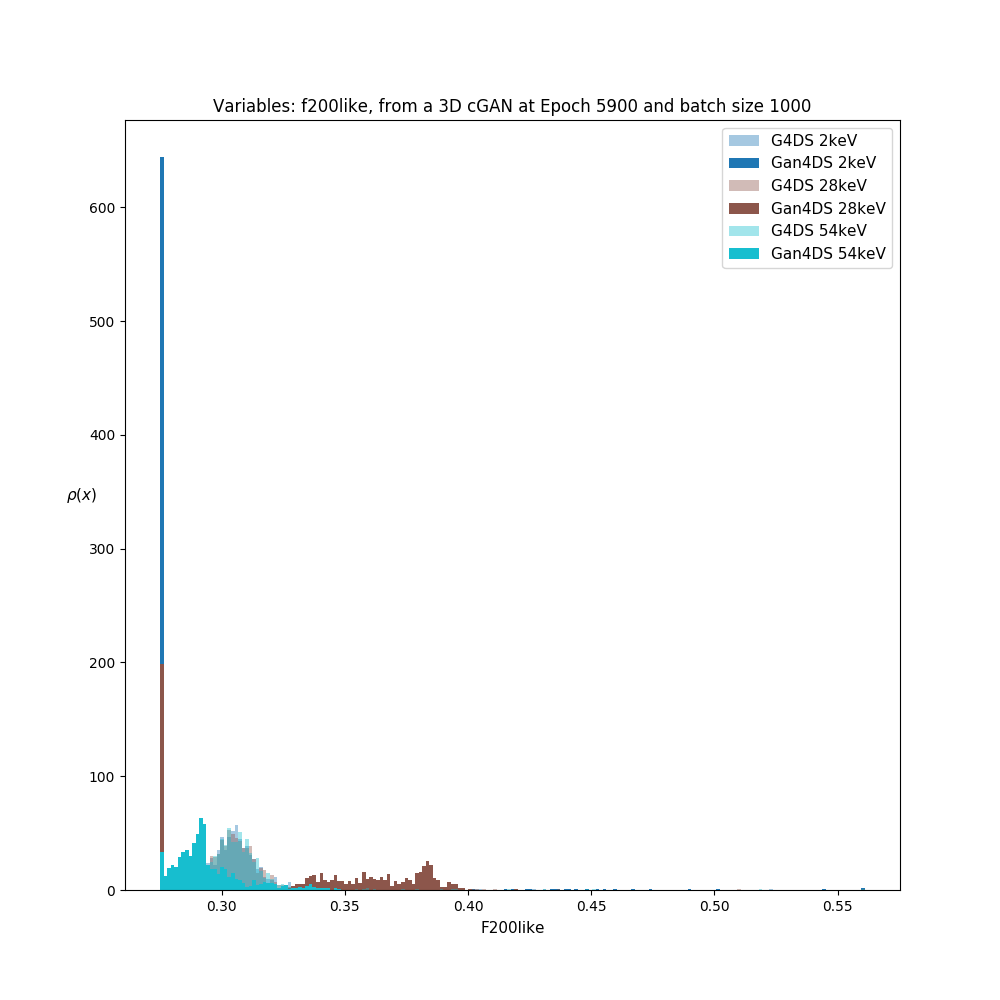 Variables: f200like, from a 3D cGAN at Epoch 5900 and batch size 1000
G4DS 2keV
Gan4DS 2keV
G4DS 28keV
Gan4DS 28keV
G4DS 54keV
Gan4DS 54keV
600
500
400
ρ(x)
300
200
100
0
0.30 0.35 0.40 0.45 0.50 0.55
F200like